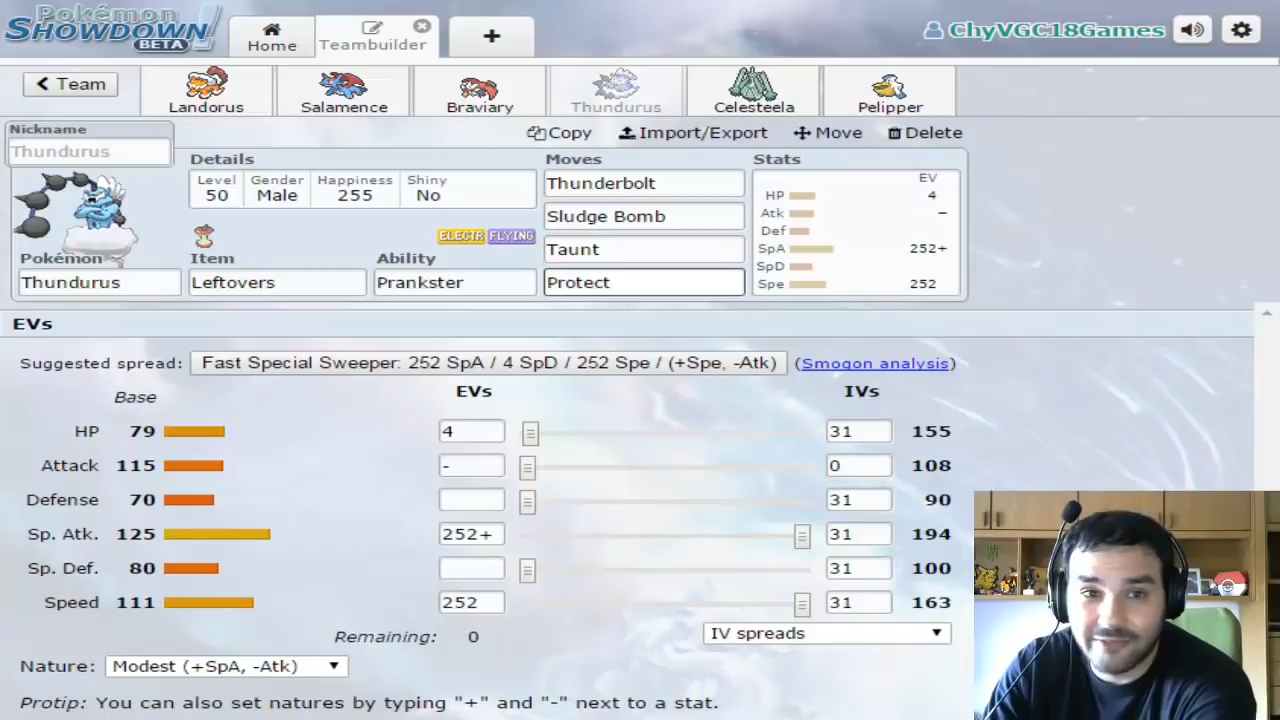 Pokémon
SHOWDOWN!
BETA
Home
Teambuilder
+
ChyVGC18Games
< Team
Landorus
Salamence
Braviary
Thundurus
Celesteela
Pelipper
Copy Import/Export Move Delete
Nickname
Thundurus
Details
Level Gender Happiness Shiny
50 Male 255 No
ELECTR FLYING
Pokémon Item Ability
Thundurus Leftovers Prankster
Moves
Thunderbolt
Sludge Bomb
Taunt
Protect
Stats
EV
HP 4
Atk –
Def
SpA 252+
SpD
Spe 252
EVs
Suggested spread: Fast Special Sweeper: 252 SpA / 4 SpD / 252 Spe / (+Spe, -Atk) (Smogon analysis)
Base EVs IVs
HP 79 4 31 155
Attack 115 - 0 108
Defense 70 31 90
Sp. Atk. 125 252+ 31 194
Sp. Def. 80 31 100
Speed 111 252 31 163
Remaining: 0 IV spreads
Nature: Modest (+SpA, -Atk)
Protip: You can also set natures by typing "+" and "-" next to a stat.